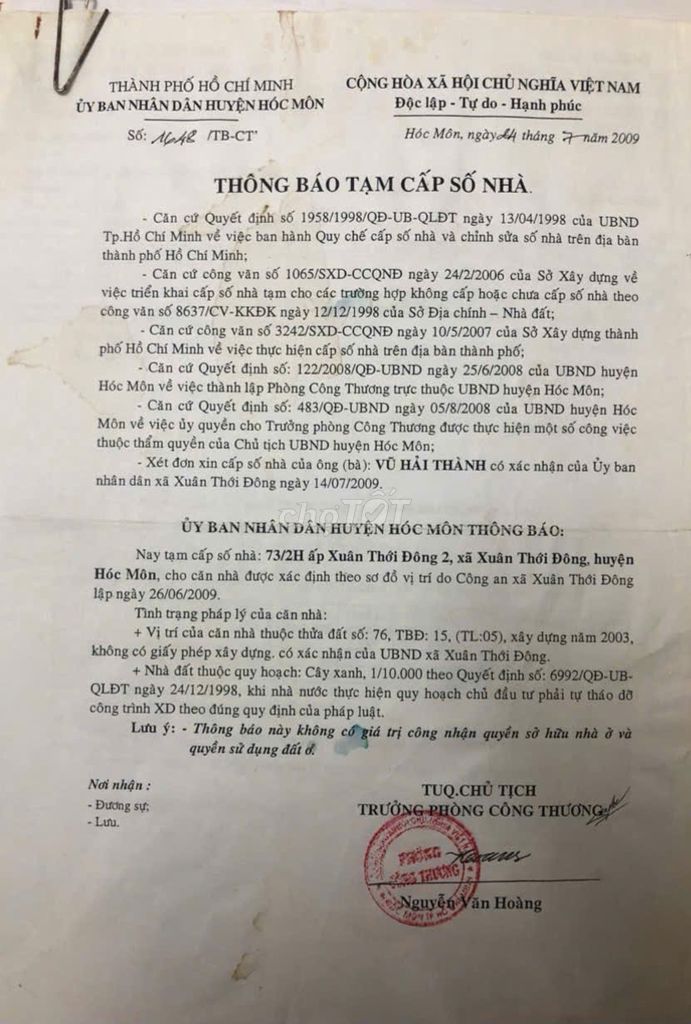 THÀNH PHỐ HỒ CHÍ MINH
ỦY BAN NHÂN DÂN HUYỆN HÓC MÔN
Số: 1648 /TB-CT
CỘNG HÒA XÃ HỘI CHỦ NGHĨA VIỆT NAM
Độc lập - Tự do - Hạnh phúc
Hóc Môn, ngày 24 tháng 7 năm 2009
THÔNG BÁO TẠM CẤP SỐ NHÀ.
- Căn cứ Quyết định số 1958/1998/QĐ-UB-QLĐT ngày 13/04/1998 của UBND
Tp.Hồ Chí Minh về việc ban hành Quy chế cấp số nhà và chỉnh sửa số nhà trên địa bàn
thành phố Hồ Chí Minh;
- Căn cứ công văn số 1065/SXD-CCQNĐ ngày 24/2/2006 của Sở Xây dựng về
việc triển khai cấp số nhà tạm cho các trường hợp không cấp hoặc chưa cấp số nhà theo
công văn số 8637/CV-KKĐK ngày 12/12/1998 của Sở Địa chính – Nhà đất;
- Căn cứ công văn số 3242/SXD-CCQNĐ ngày 10/5/2007 của Sở Xây dựng thành
phố Hồ Chí Minh về việc thực hiện cấp số nhà trên địa bàn thành phố;
- Căn cứ Quyết định số: 122/2008/QĐ-UBND ngày 25/6/2008 của UBND huyện
Hóc Môn về việc thành lập Phòng Công Thương trực thuộc UBND huyện Hóc Môn;
- Căn cứ Quyết định số: 483/QĐ-UBND ngày 05/8/2008 của UBND huyện Hóc
Môn về việc ủy quyền cho Trưởng phòng Công Thương được thực hiện một số công việc
thuộc thẩm quyền của Chủ tịch UBND huyện Hóc Môn;
- Xét đơn xin cấp số nhà của ông (bà): VŨ HẢI THÀNH có xác nhận của Ủy ban
nhân dân xã Xuân Thới Đông ngày 14/07/2009.
chợTỐT
ỦY BAN NHÂN DÂN HUYỆN HÓC MÔN THÔNG BÁO:
Nay tạm cấp số nhà: 73/2H ấp Xuân Thới Đông 2, xã Xuân Thới Đông, huyện
Hóc Môn, cho căn nhà được xác định theo sơ đồ vị trí do Công an xã Xuân Thới Đông
lập ngày 26/06/2009.
Tình trạng pháp lý của căn nhà:
+ Vị trí của căn nhà thuộc thửa đất số: 76, TBĐ: 15, (TL:05), xây dựng năm 2003,
không có giấy phép xây dựng. có xác nhận của UBND xã Xuân Thới Đông.
+ Nhà đất thuộc quy hoạch: Cây xanh, 1/10.000 theo Quyết định số: 6992/QĐ-UB-
QLĐT ngày 24/12/1998, khi nhà nước thực hiện quy hoạch chủ đầu tư phải tự tháo dỡ
công trình XD theo đúng quy định của pháp luật.
Lưu ý: - Thông báo này không có giá trị công nhận quyền sở hữu nhà ở và
quyền sử dụng đất ở.
Nơi nhận :
- Đương sự;
- Lưu.
TUQ.CHỦ TỊCH
TRƯỞNG PHÒNG CÔNG THƯƠNG
PHÒNG
CÔNG THƯƠNG
Nguyễn Văn Hoàng